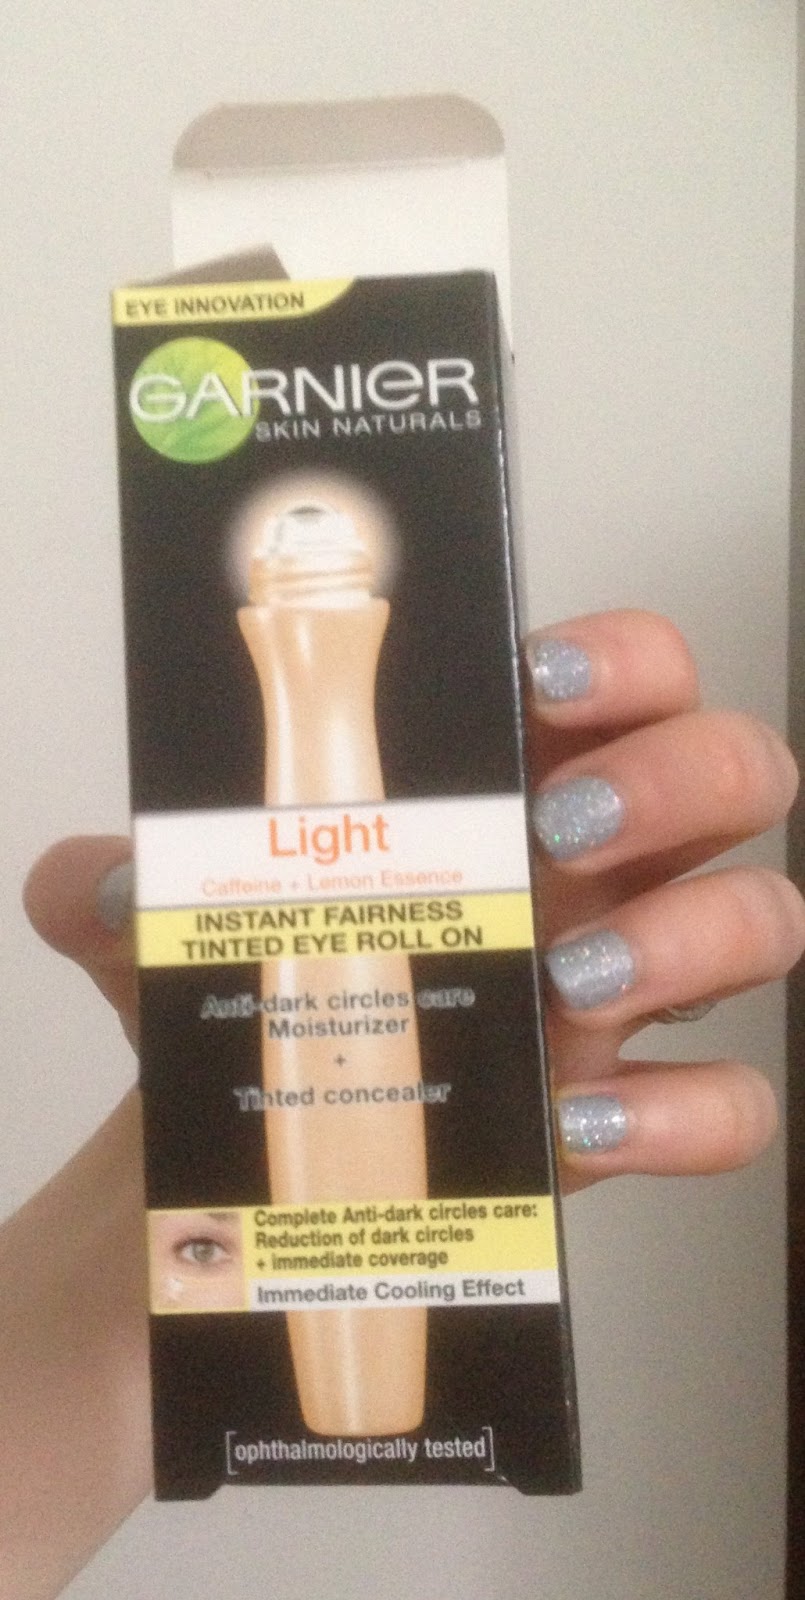 EYE INNOVATION
GARNIER
SKIN NATURALS
Light
Caffeine + Lemon Essence
INSTANT FAIRNESS
TINTED EYE ROLL ON
Anti-dark circles care
Moisturizer
+
Tinted concealer
Complete Anti-dark circles care:
Reduction of dark circles
+ immediate coverage
Immediate Cooling Effect
[ophthalmologically tested]